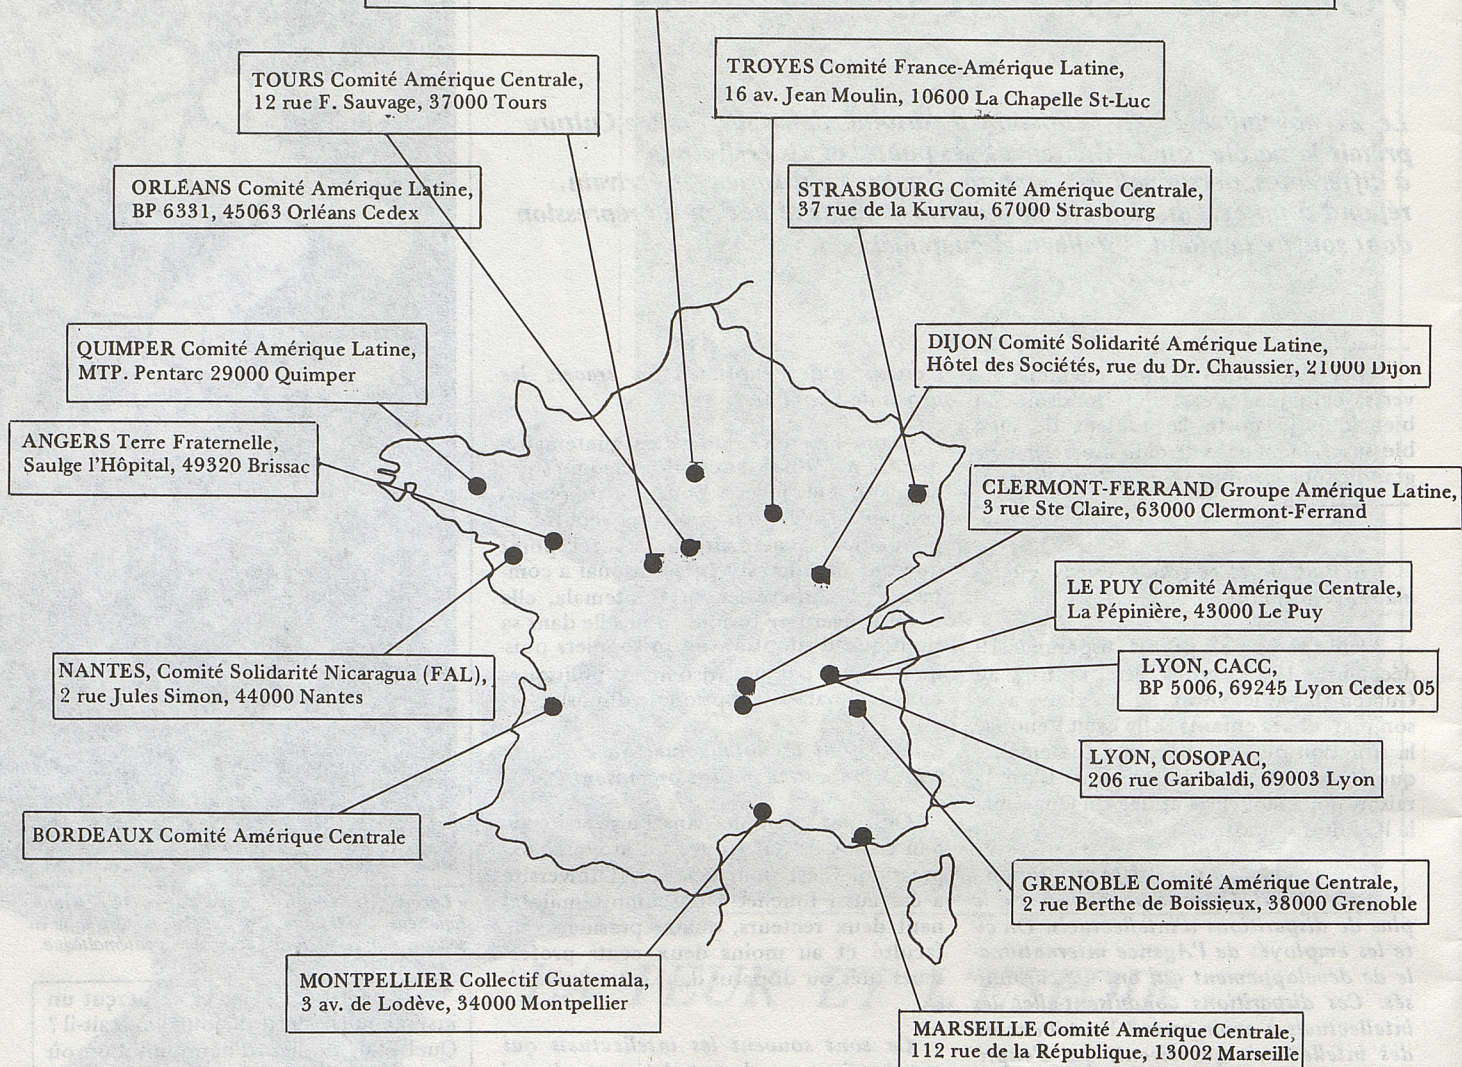 TOURS Comité Amérique Centrale,
12 rue F. Sauvage, 37000 Tours
TROYES Comité France-Amérique Latine,
16 av. Jean Moulin, 10600 La Chapelle St-Luc
ORLÉANS Comité Amérique Latine,
BP 6331, 45063 Orléans Cedex
STRASBOURG Comité Amérique Centrale,
37 rue de la Kurvau, 67000 Strasbourg
QUIMPER Comité Amérique Latine,
MTP. Pentarc 29000 Quimper
DIJON Comité Solidarité Amérique Latine,
Hôtel des Sociétés, rue du Dr. Chaussier, 21000 Dijon
ANGERS Terre Fraternelle,
Saulge l'Hôpital, 49320 Brissac
CLERMONT-FERRAND Groupe Amérique Latine,
3 rue Ste Claire, 63000 Clermont-Ferrand
LE PUY Comité Amérique Centrale,
La Pépinière, 43000 Le Puy
NANTES, Comité Solidarité Nicaragua (FAL),
2 rue Jules Simon, 44000 Nantes
LYON, CACC,
BP 5006, 69245 Lyon Cedex 05
LYON, COSOPAC,
206 rue Garibaldi, 69003 Lyon
BORDEAUX Comité Amérique Centrale
GRENOBLE Comité Amérique Centrale,
2 rue Berthe de Boissieux, 38000 Grenoble
MONTPELLIER Collectif Guatemala,
3 av. de Lodève, 34000 Montpellier
MARSEILLE Comité Amérique Centrale,
112 rue de la République, 13002 Marseille